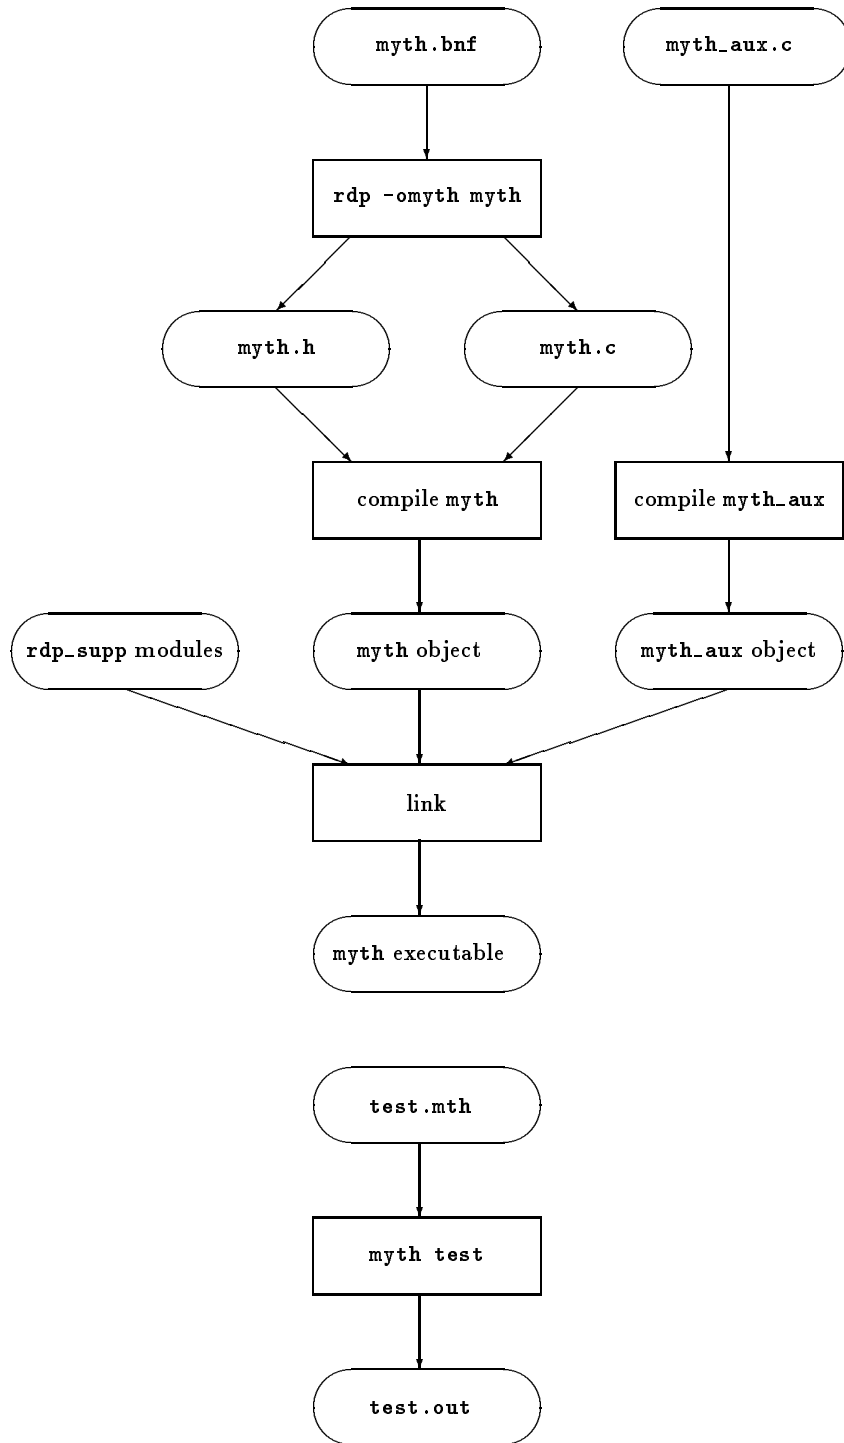 myth.bnf
myth_aux.c
rdp -omyth myth
myth.h
myth.c
compile myth
compile myth_aux
rdp_supp modules
myth object
myth_aux object
link
myth executable
test.mth
myth test
test.out